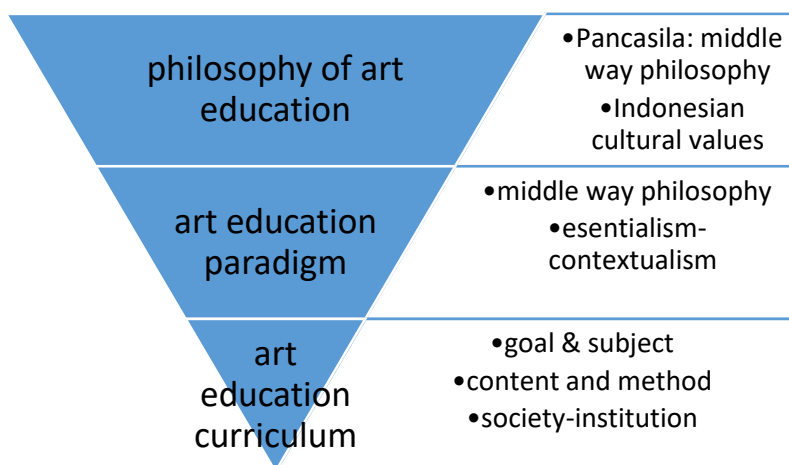 philosophy of art
education
•Pancasila: middle
way philosophy
•Indonesian
cultural values
art education
paradigm
•middle way philosophy
•esentialism-
contextualism
art
education
curriculum
•goal & subject
•content and method
•society-institution